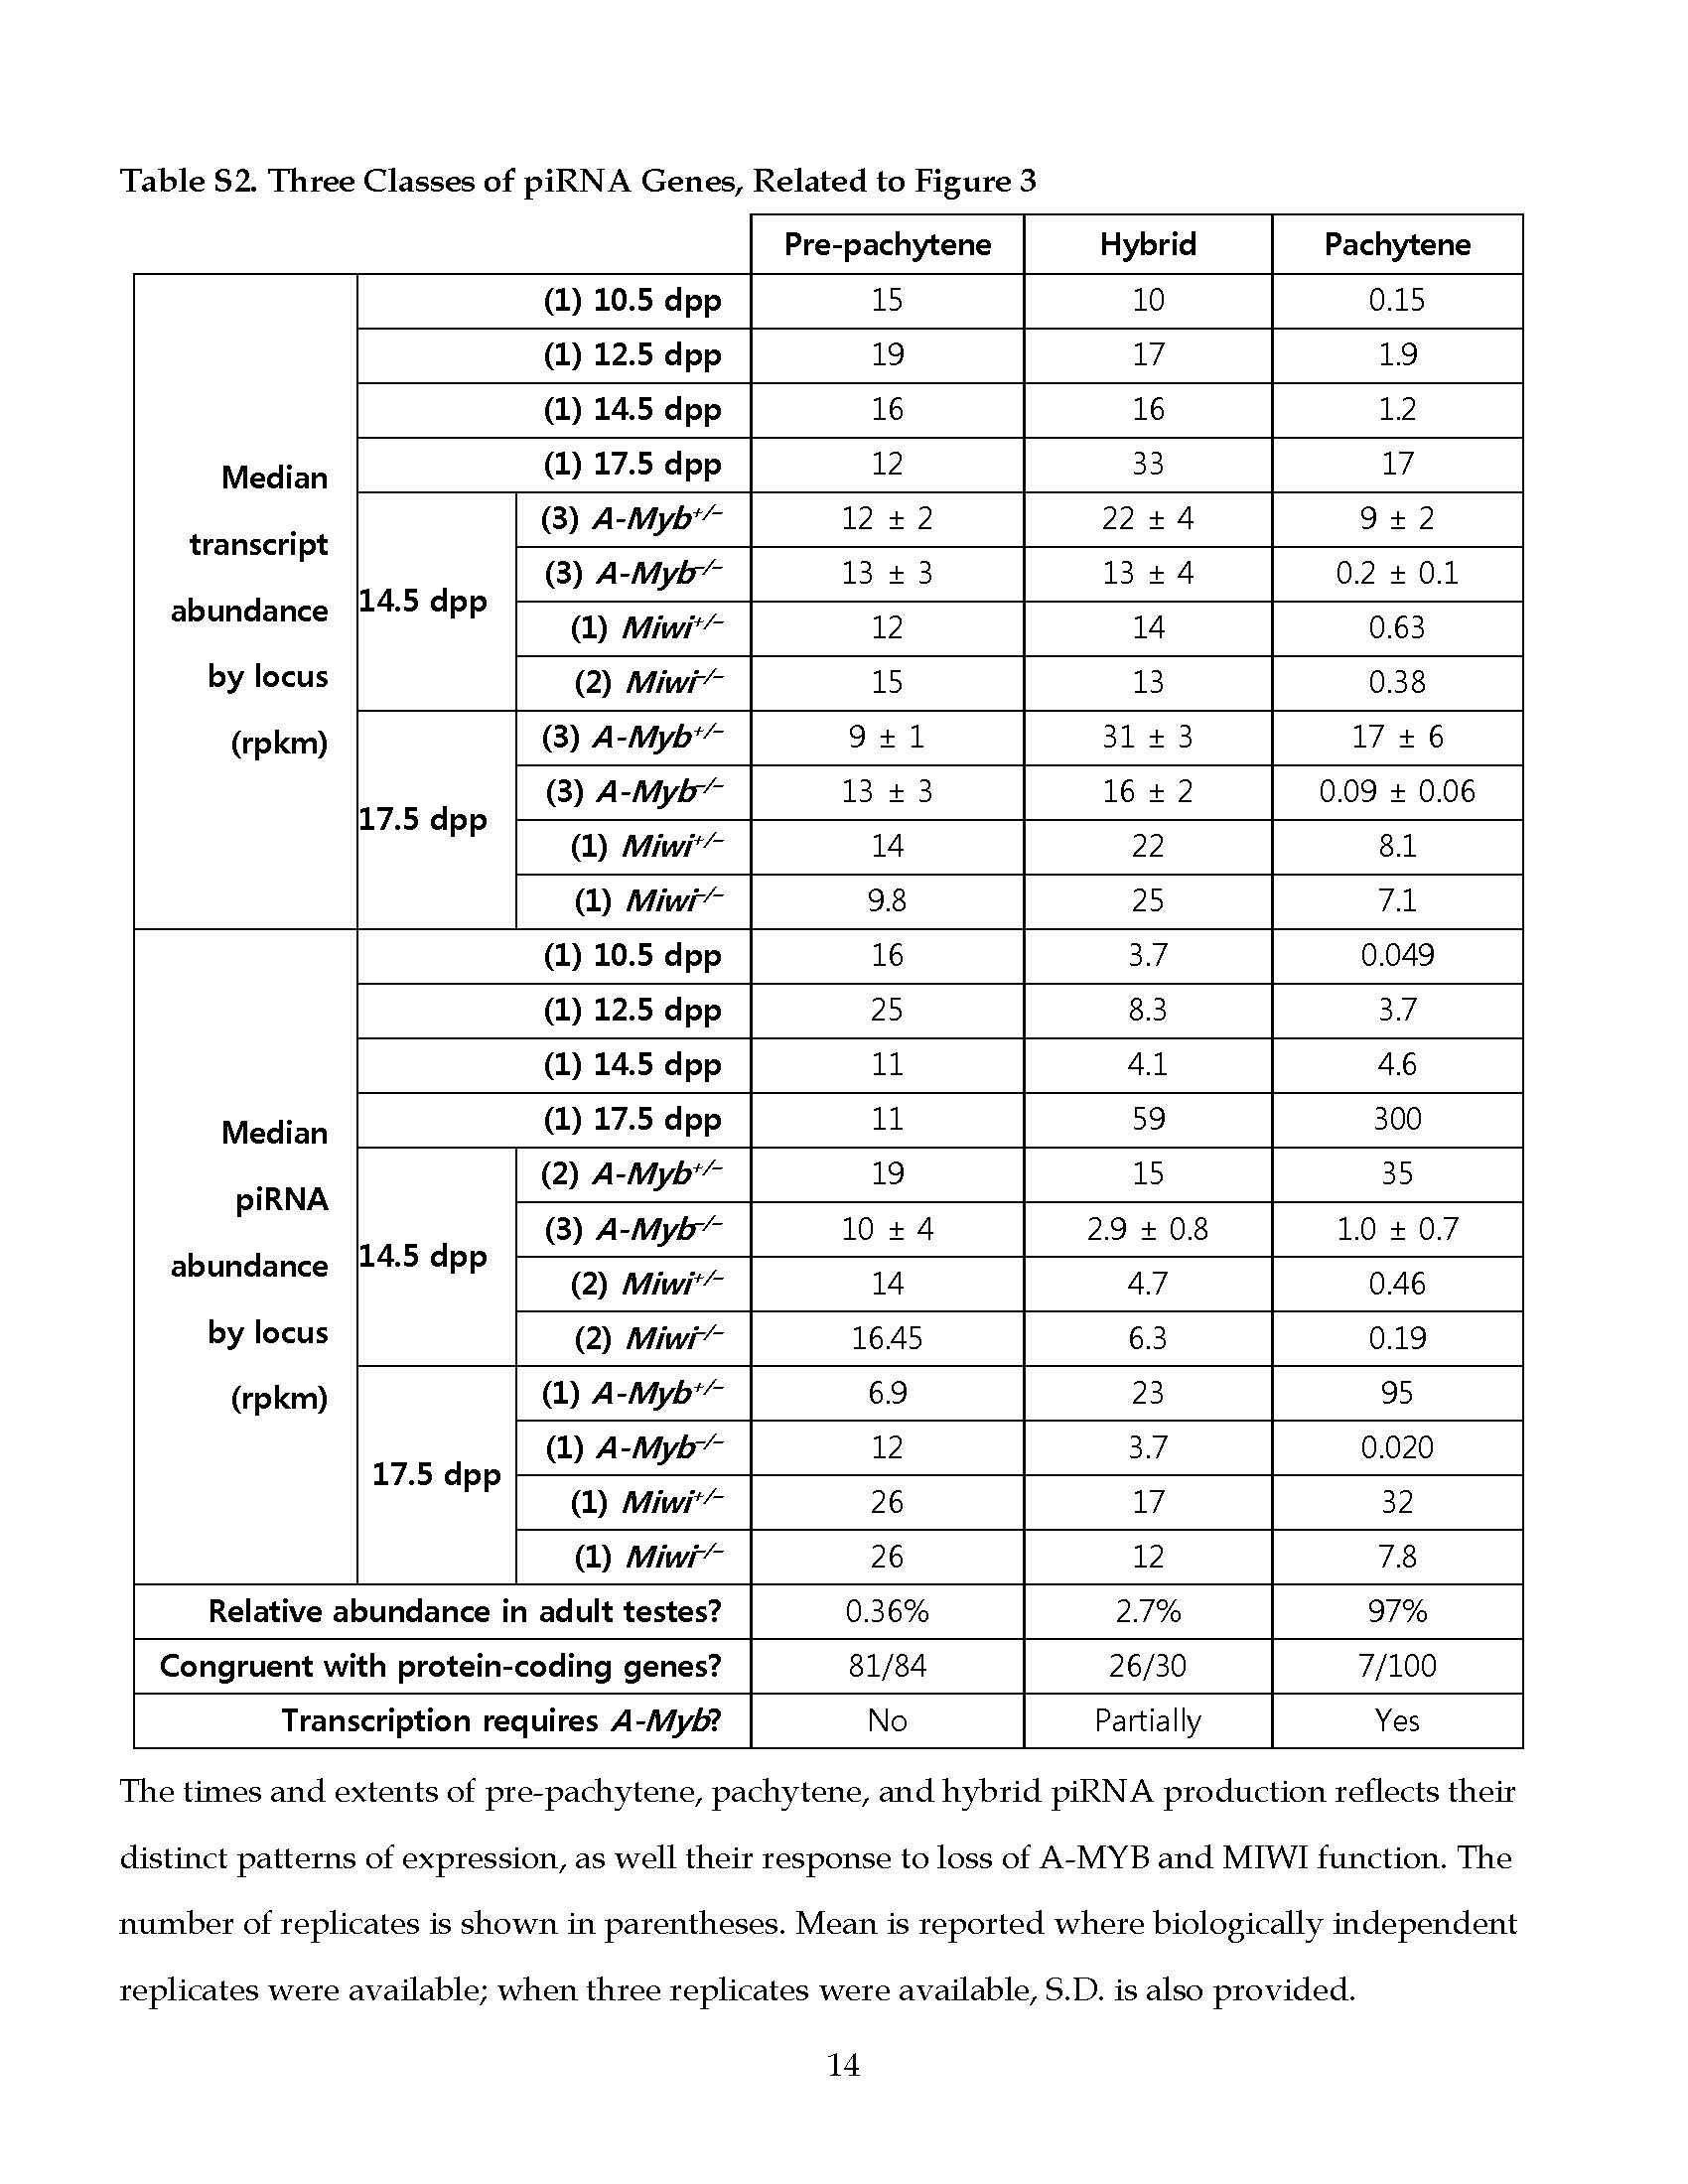 Table S2. Three Classes of piRNA Genes, Related to Figure 3
Pre-pachytene Hybrid Pachytene
Median transcript abundance by locus (rpkm)
(1) 10.5 dpp 15 10 0.15
(1) 12.5 dpp 19 17 1.9
(1) 14.5 dpp 16 16 1.2
(1) 17.5 dpp 12 33 17
14.5 dpp
(3) A-Myb+/– 12 ± 2 22 ± 4 9 ± 2
(3) A-Myb–/– 13 ± 3 13 ± 4 0.2 ± 0.1
(1) Miwi+/– 12 14 0.63
(2) Miwi–/– 15 13 0.38
17.5 dpp
(3) A-Myb+/– 9 ± 1 31 ± 3 17 ± 6
(3) A-Myb–/– 13 ± 3 16 ± 2 0.09 ± 0.06
(1) Miwi+/– 14 22 8.1
(1) Miwi–/– 9.8 25 7.1
Median piRNA abundance by locus (rpkm)
(1) 10.5 dpp 16 3.7 0.049
(1) 12.5 dpp 25 8.3 3.7
(1) 14.5 dpp 11 4.1 4.6
(1) 17.5 dpp 11 59 300
14.5 dpp
(2) A-Myb+/– 19 15 35
(3) A-Myb–/– 10 ± 4 2.9 ± 0.8 1.0 ± 0.7
(2) Miwi+/– 14 4.7 0.46
(2) Miwi–/– 16.45 6.3 0.19
17.5 dpp
(1) A-Myb+/– 6.9 23 95
(1) A-Myb–/– 12 3.7 0.020
(1) Miwi+/– 26 17 32
(1) Miwi–/– 26 12 7.8
Relative abundance in adult testes? 0.36% 2.7% 97%
Congruent with protein-coding genes? 81/84 26/30 7/100
Transcription requires A-Myb? No Partially Yes
The times and extents of pre-pachytene, pachytene, and hybrid piRNA production reflects their
distinct patterns of expression, as well their response to loss of A-MYB and MIWI function. The
number of replicates is shown in parentheses. Mean is reported where biologically independent
replicates were available; when three replicates were available, S.D. is also provided.
14